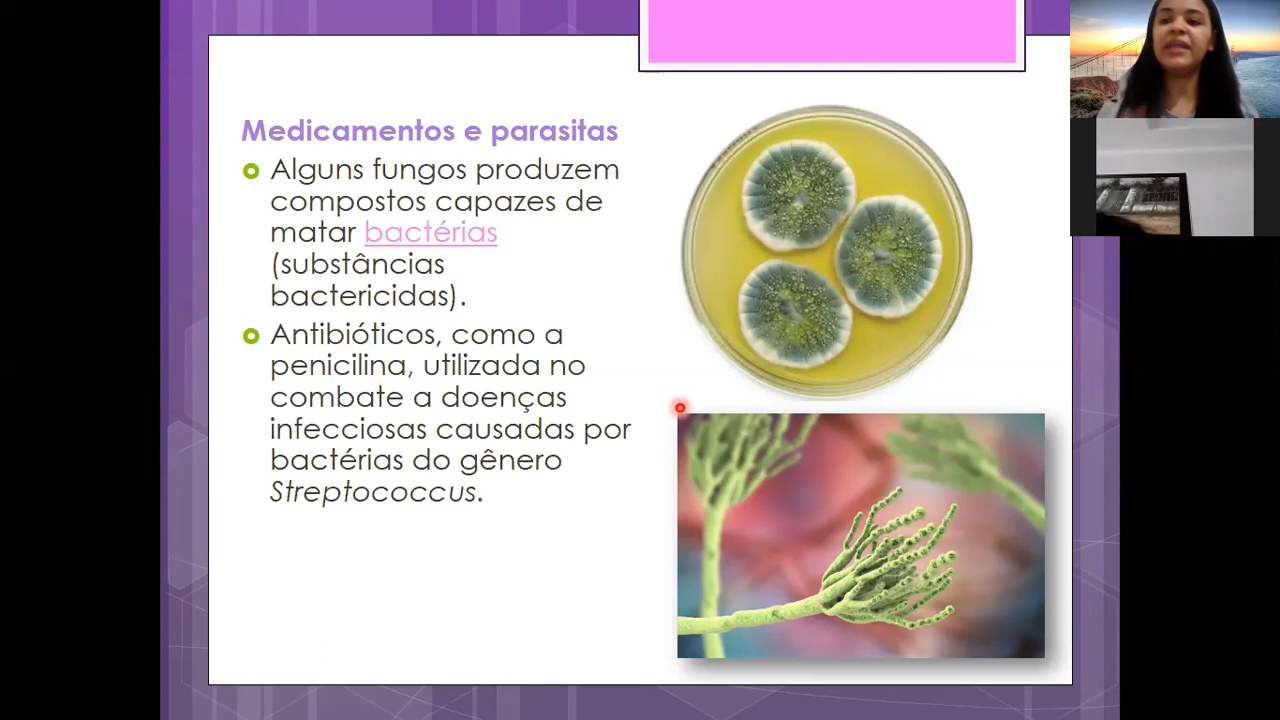 Medicamentos e parasitas
Alguns fungos produzem
compostos capazes de
matar bactérias
(substâncias
bactericidas).
Antibióticos, como a
penicilina, utilizada no
combate a doenças
infecciosas causadas por
bactérias do gênero
Streptococcus.